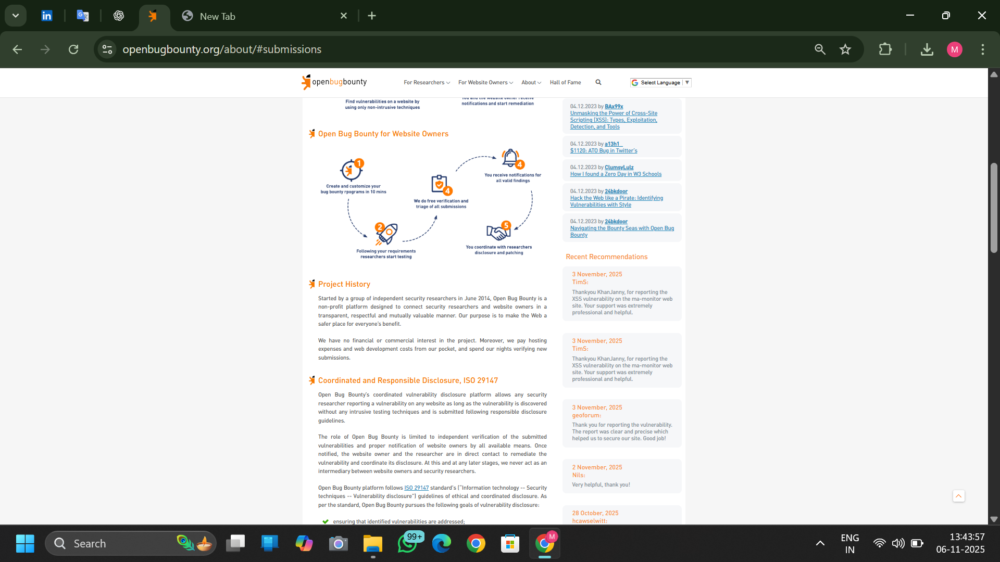 New Tab
openbugbounty.org/about/#submissions
M
openbugbounty
For Researchers
For Website Owners
About
Hall of Fame
G Select Language ▼
Find vulnerabilities on a website by
using only non-intrusive techniques
You and the website owner receive
notifications and start remediation
Open Bug Bounty for Website Owners
1
Create and customize your
bug bounty rpograms in 10 mins
2
Following your requirements
researchers start testing
4
We do free verification and
triage of all submissions
4
You receive notifications for
all valid findings
5
You coordinate with researchers
disclosure and patching
Project History
Started by a group of independent security researchers in June 2014, Open Bug Bounty is a
non-profit platform designed to connect security researchers and website owners in a
transparent, respectful and mutually valuable manner. Our purpose is to make the Web a
safer place for everyone's benefit.
We have no financial or commercial interest in the project. Moreover, we pay hosting
expenses and web development costs from our pocket, and spend our nights verifying new
submissions.
Coordinated and Responsible Disclosure, ISO 29147
Open Bug Bounty's coordinated vulnerability disclosure platform allows any security
researcher reporting a vulnerability on any website as long as the vulnerability is discovered
without any intrusive testing techniques and is submitted following responsible disclosure
guidelines.
The role of Open Bug Bounty is limited to independent verification of the submitted
vulnerabilities and proper notification of website owners by all available means. Once
notified, the website owner and the researcher are in direct contact to remediate the
vulnerability and coordinate its disclosure. At this and at any later stages, we never act as an
intermediary between website owners and security researchers.
Open Bug Bounty platform follows ISO 29147 standard's ("Information technology -- Security
techniques -- Vulnerability disclosure") guidelines of ethical and coordinated disclosure. As
per the standard, Open Bug Bounty pursues the following goals of vulnerability disclosure:
ensuring that identified vulnerabilities are addressed;
04.12.2023 by BAx99x
Unmasking the Power of Cross-Site
Scripting (XSS): Types, Exploitation,
Detection, and Tools
04.12.2023 by a13h1_
$1120: ATO Bug in Twitter's
04.12.2023 by ClumsyLulz
How I found a Zero Day in W3 Schools
04.12.2023 by 24bkdoor
Hack the Web like a Pirate: Identifying
Vulnerabilities with Style
04.12.2023 by 24bkdoor
Navigating the Bounty Seas with Open Bug
Bounty
Recent Recommendations
3 November, 2025
TimS:
Thankyou KhanJanny, for reporting the
XSS vulnerability on the ma-monitor web
site. Your support was extremely
professional and helpful.
3 November, 2025
TimS:
Thankyou KhanJanny, for reporting the
XSS vulnerability on the ma-monitor web
site. Your support was extremely
professional and helpful.
3 November, 2025
geoforum:
Thank you for reporting the vulnerability.
The report was clear and precise which
helped us to secure our site. Good job!
2 November, 2025
Nils:
Very helpful, thank you!
28 October, 2025
hcawselwitt:
Search
99+
M
ENG
IN
13:43:57
06-11-2025